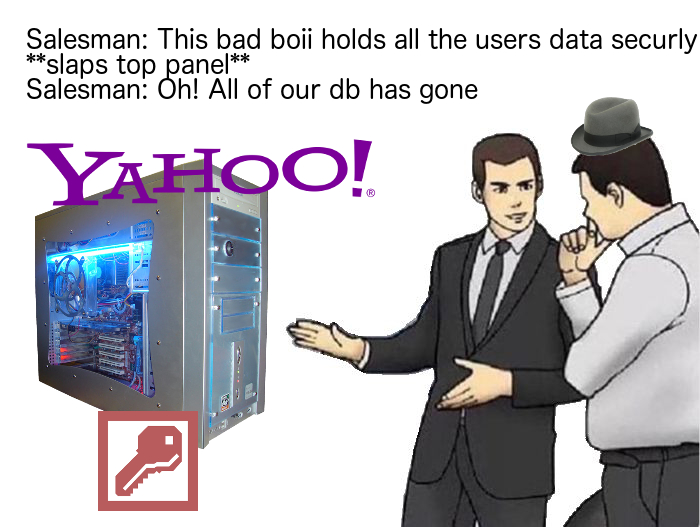 Salesman: This bad boii holds all the users data securly
**slaps top panel**
Salesman: Oh! All of our db has gone
YAHOO!®